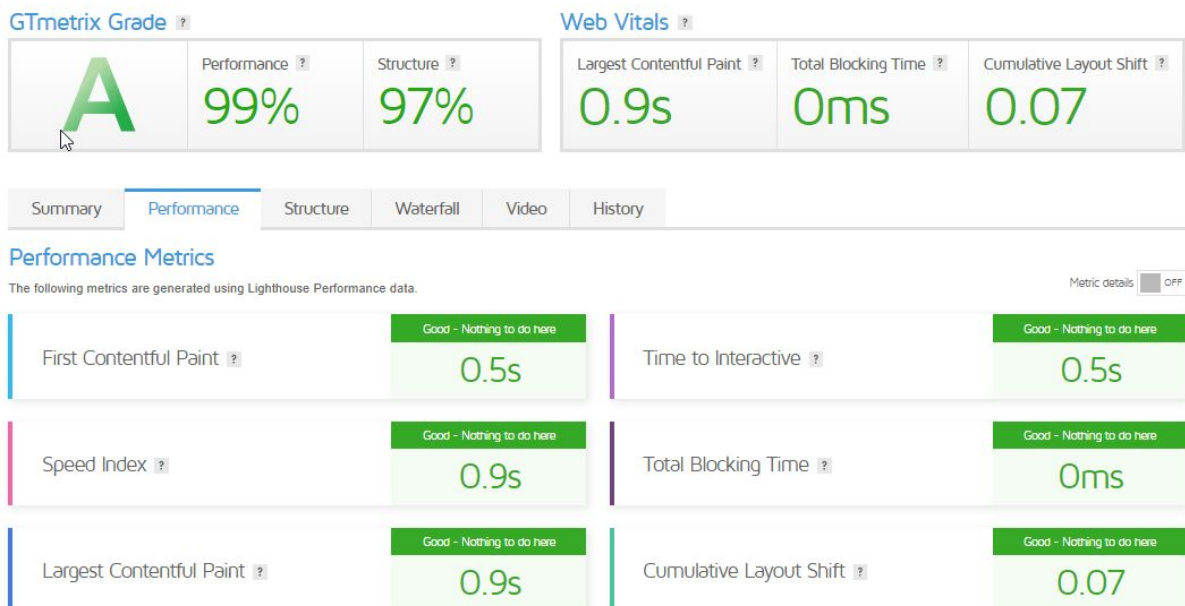 GTmetrix Grade ?
Web Vitals ?
A
Performance ?
99%
Structure ?
97%
Largest Contentful Paint ?
0.9s
Total Blocking Time ?
0ms
Cumulative Layout Shift ?
0.07
Summary Performance Structure Waterfall Video History
Performance Metrics
The following metrics are generated using Lighthouse Performance data.
Metric details OFF
First Contentful Paint ?
Good - Nothing to do here
0.5s
Time to Interactive ?
Good - Nothing to do here
0.5s
Speed Index ?
Good - Nothing to do here
0.9s
Total Blocking Time ?
Good - Nothing to do here
0ms
Largest Contentful Paint ?
Good - Nothing to do here
0.9s
Cumulative Layout Shift ?
Good - Nothing to do here
0.07